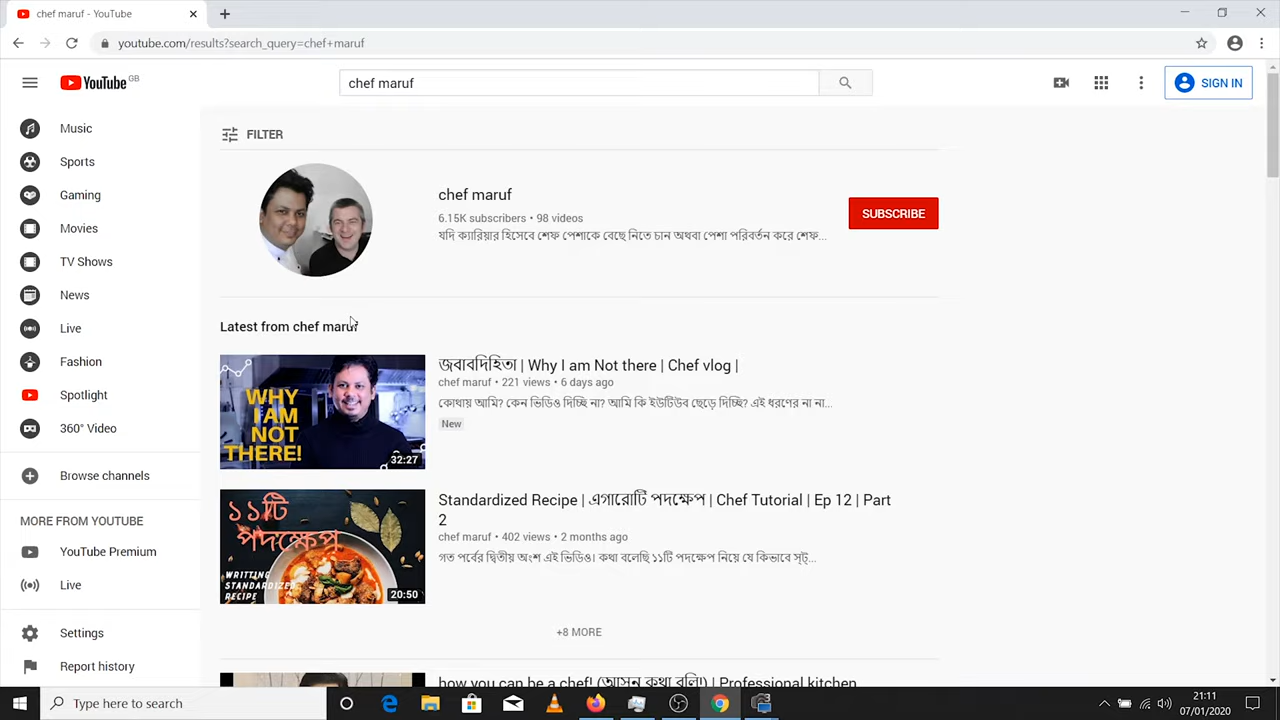 chef maruf - YouTube
youtube.com/results?search_query=chef+maruf
YouTube GB
chef maruf
SIGN IN
Music
Sports
Gaming
Movies
TV Shows
News
Live
Fashion
Spotlight
360° Video
Browse channels
MORE FROM YOUTUBE
YouTube Premium
Live
Settings
Report history
FILTER
chef maruf
6.15K subscribers • 98 videos
যদি ক্যারিয়ার হিসেবে শেফ পেশাকে বেছে নিতে চান অথবা পেশা পরিবর্তন করে শেফ...
SUBSCRIBE
Latest from chef maruf
WHY
I AM
NOT
THERE!
32:27
জবাবদিহিতা | Why I am Not there | Chef vlog |
chef maruf • 221 views • 6 days ago
কোথায় আমি? কেন ভিডিও দিচ্ছি না? আমি কি ইউটিউব ছেড়ে দিচ্ছি? এই ধরণের না না...
New
১১টি
পদক্ষেপ
WRITTING
STANDARDIZED
RECIPE
20:50
Standardized Recipe | এগারোটি পদক্ষেপ | Chef Tutorial | Ep 12 | Part
2
chef maruf • 402 views • 2 months ago
গত পর্বের দ্বিতীয় অংশ এই ভিডিও। কথা বলেছি ১১টি পদক্ষেপ নিয়ে যে কিভাবে স্ট্...
+8 MORE
how you can be a chef! (আসুন কথা বলি!) | Professional kitchen
Type here to search
21:11
07/01/2020